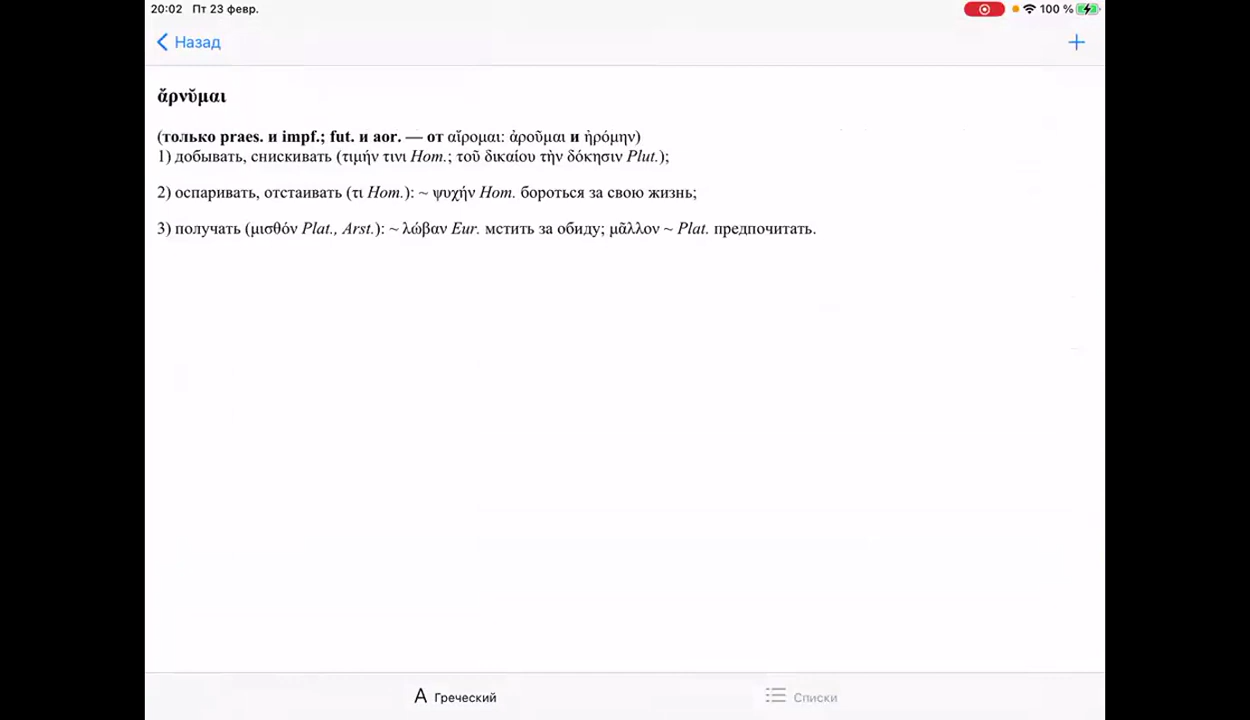 20:02 Пт 23 февр. 100 %
Назад
ἄρνῠμαι
(только praes. и impf.; fut. и aor. — от αἴρομαι: ἀροῦμαι и ἠρόμην)
1) добывать, снискивать (τιμήν τινι Hom.; τοῦ δικαίου τὴν δόκησιν Plut.);
2) оспаривать, отстаивать (τι Hom.): ~ ψυχήν Hom. бороться за свою жизнь;
3) получать (μισθόν Plat., Arst.): ~ λώβαν Eur. мстить за обиду; μᾶλλον ~ Plat. предпочитать.
A Греческий Списки